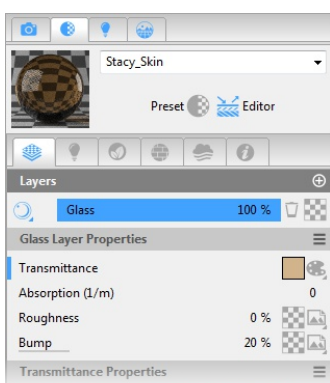 Stacy_Skin
Preset Editor
Layers
Glass 100 %
Glass Layer Properties
Transmittance
Absorption (1/m) 0
Roughness 0 %
Bump 20 %
Transmittance Properties